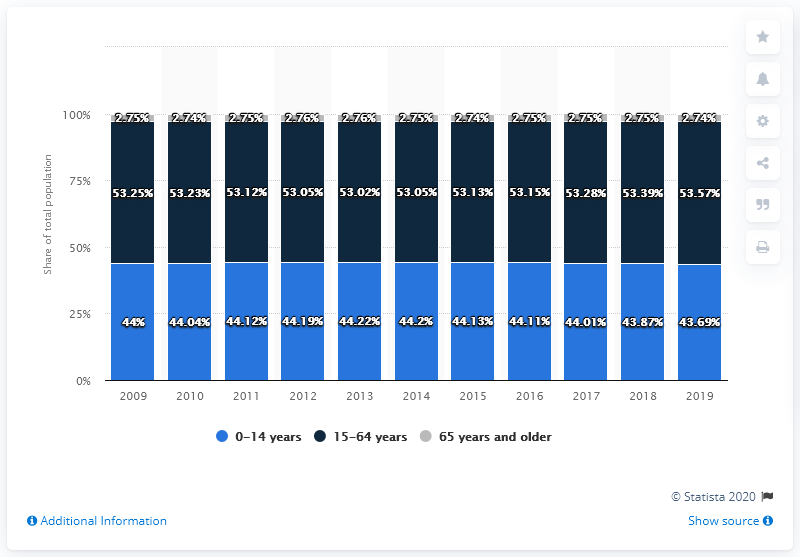 Share of total population
100%
75%
50%
25%
0%
2.75% 2.74% 2.75% 2.76% 2.76% 2.75% 2.74% 2.75% 2.75% 2.75% 2.74%
53.25% 53.23% 53.12% 53.05% 53.02% 53.05% 53.13% 53.15% 53.28% 53.39% 53.57%
44% 44.04% 44.12% 44.19% 44.22% 44.2% 44.13% 44.11% 44.01% 43.87% 43.69%
2009 2010 2011 2012 2013 2014 2015 2016 2017 2018 2019
0–14 years 15–64 years 65 years and older
© Statista 2020
Additional Information Show source